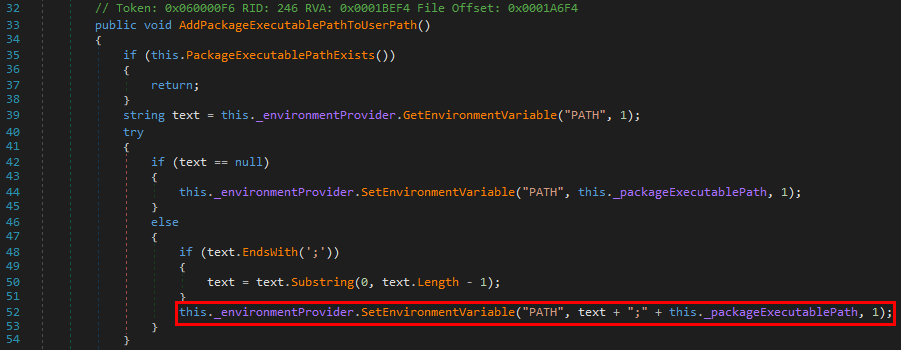 32 // Token: 0x060000F6 RID: 246 RVA: 0x0001BEF4 File Offset: 0x0001A6F4
33 public void AddPackageExecutablePathToUserPath()
34 {
35 if (this.PackageExecutablePathExists())
36 {
37 return;
38 }
39 string text = this._environmentProvider.GetEnvironmentVariable("PATH", 1);
40 try
41 {
42 if (text == null)
43 {
44 this._environmentProvider.SetEnvironmentVariable("PATH", this._packageExecutablePath, 1);
45 }
46 else
47 {
48 if (text.EndsWith(';'))
49 {
50 text = text.Substring(0, text.Length - 1);
51 }
52 this._environmentProvider.SetEnvironmentVariable("PATH", text + ";" + this._packageExecutablePath, 1);
53 }
54 }